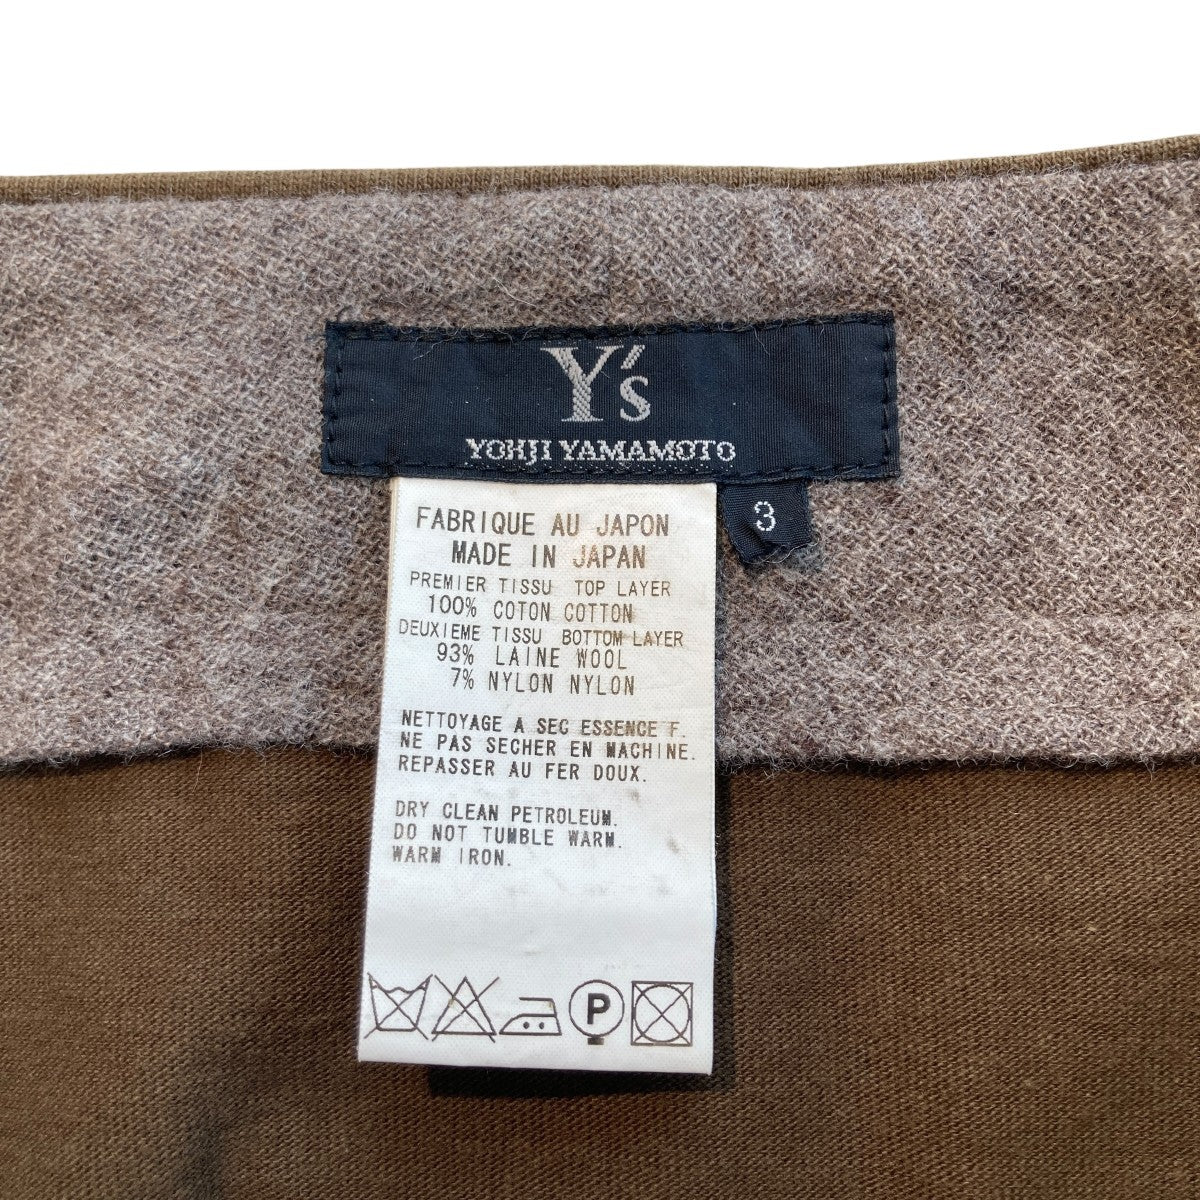 Y's
YOHJI YAMAMOTO
3
FABRIQUE AU JAPON
MADE IN JAPAN
PREMIER TISSU TOP LAYER
100% COTON COTTON
DEUXIEME TISSU BOTTOM LAYER
93% LAINE WOOL
7% NYLON NYLON
NETTOYAGE A SEC ESSENCE F.
NE PAS SECHER EN MACHINE.
REPASSER AU FER DOUX.
DRY CLEAN PETROLEUM.
DO NOT TUMBLE WARM.
WARM IRON.
P